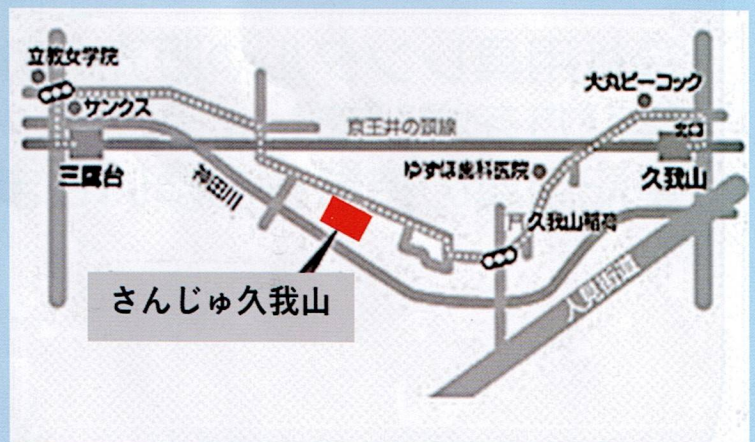 立教女学院
サンクス
三鷹台
神田川
京王井の頭線
大丸ピーコック
北口
久我山
ゆずほ歯科医院
久我山稲荷
人見街道
さんじゅ久我山